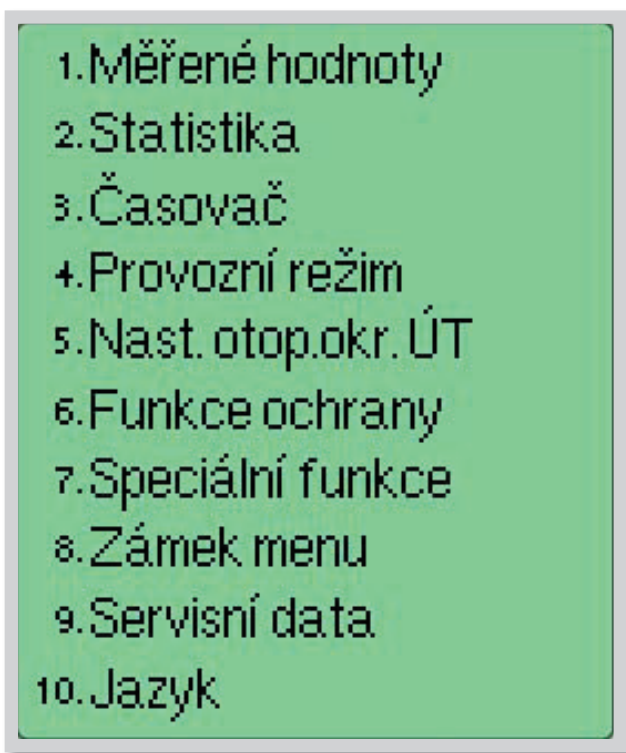 1. Měřené hodnoty
2. Statistika
3. Časovač
4. Provozní režim
5. Nast. otop.okr. ÚT
6. Funkce ochrany
7. Speciální funkce
8. Zámek menu
9. Servisní data
10. Jazyk